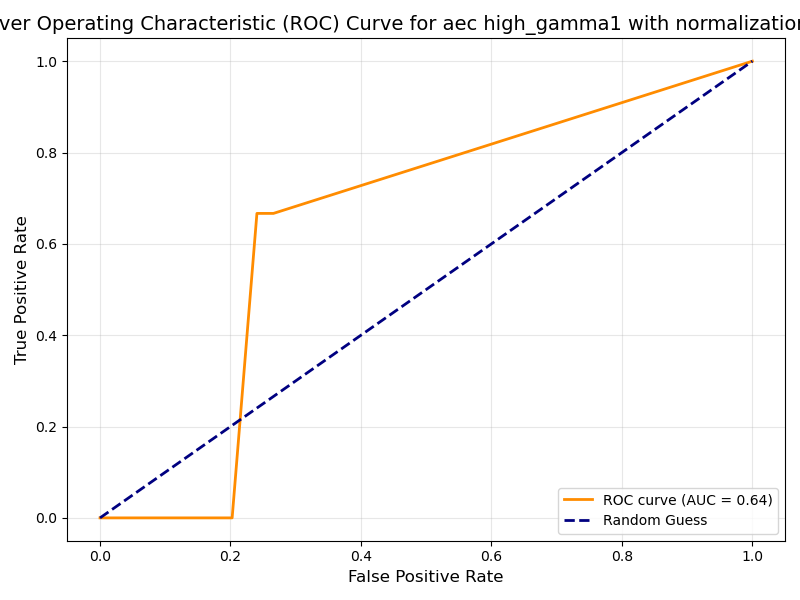 ver Operating Characteristic (ROC) Curve for aec high_gamma1 with normalization
1.0
0.8
0.6
0.4
0.2
0.0
True Positive Rate
0.0 0.2 0.4 0.6 0.8 1.0
False Positive Rate
ROC curve (AUC = 0.64)
Random Guess